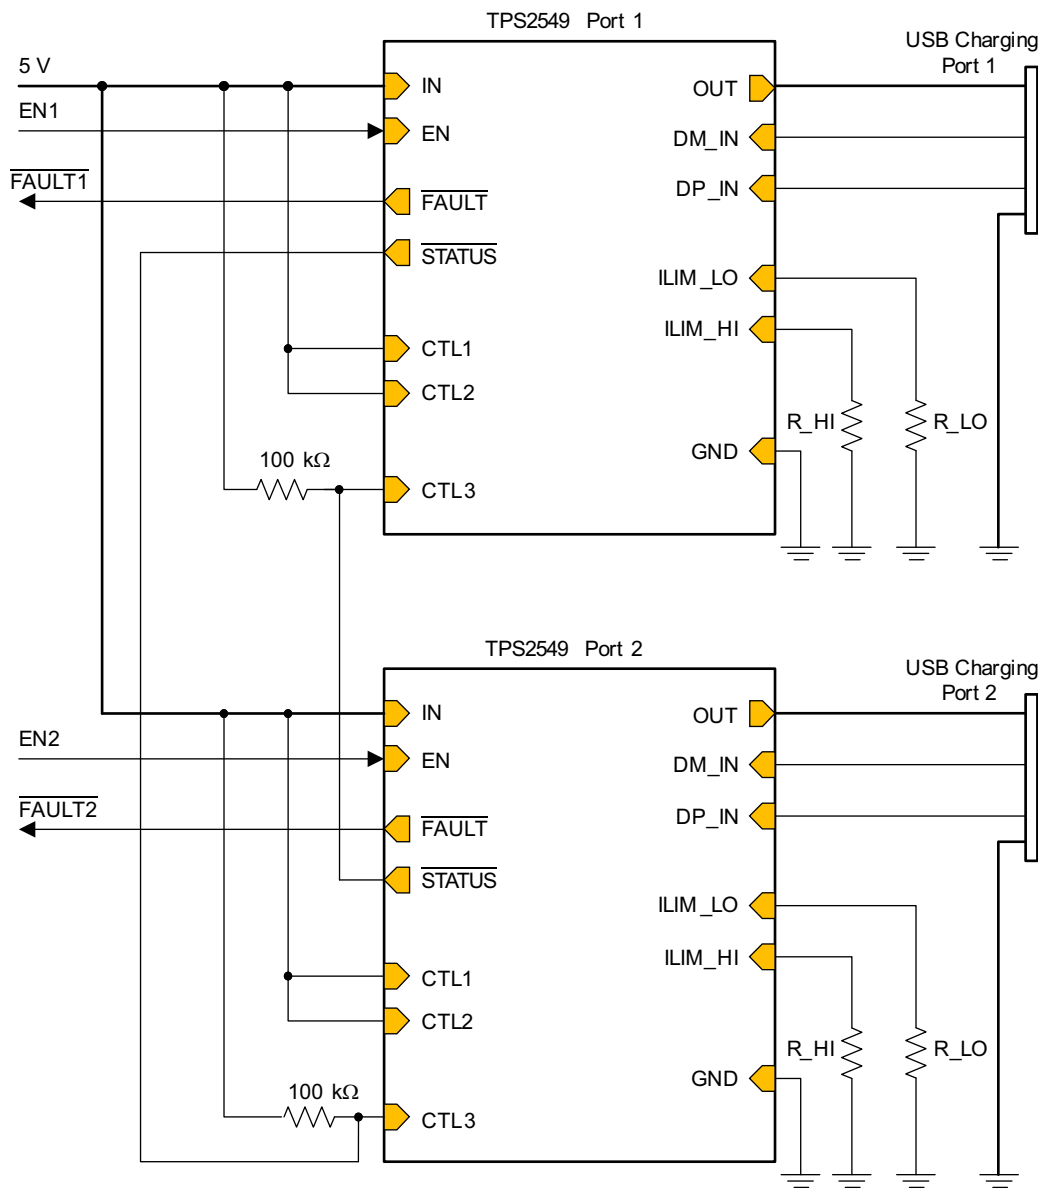 TPS2549 Port 1
USB Charging
Port 1
5 V
IN
OUT
EN1
EN
DM_IN
FAULT1
FAULT
DP_IN
STATUS
ILIM_LO
ILIM_HI
CTL1
CTL2
R_HI
R_LO
GND
100 kΩ
CTL3
TPS2549 Port 2
USB Charging
Port 2
IN
OUT
EN2
EN
DM_IN
FAULT2
FAULT
DP_IN
STATUS
ILIM_LO
ILIM_HI
CTL1
CTL2
R_HI
R_LO
GND
100 kΩ
CTL3